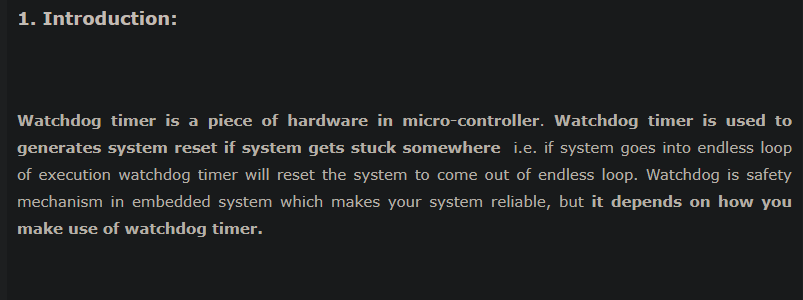 1. Introduction:
Watchdog timer is a piece of hardware in micro-controller. Watchdog timer is used to
generates system reset if system gets stuck somewhere i.e. if system goes into endless loop
of execution watchdog timer will reset the system to come out of endless loop. Watchdog is safety
mechanism in embedded system which makes your system reliable, but it depends on how you
make use of watchdog timer.